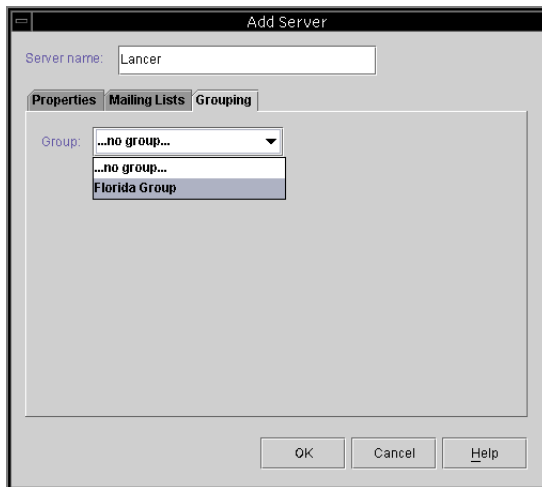 Add Server
Server name: Lancer
Properties Mailing Lists Grouping
Group: ...no group...
...no group...
Florida Group
OK Cancel Help